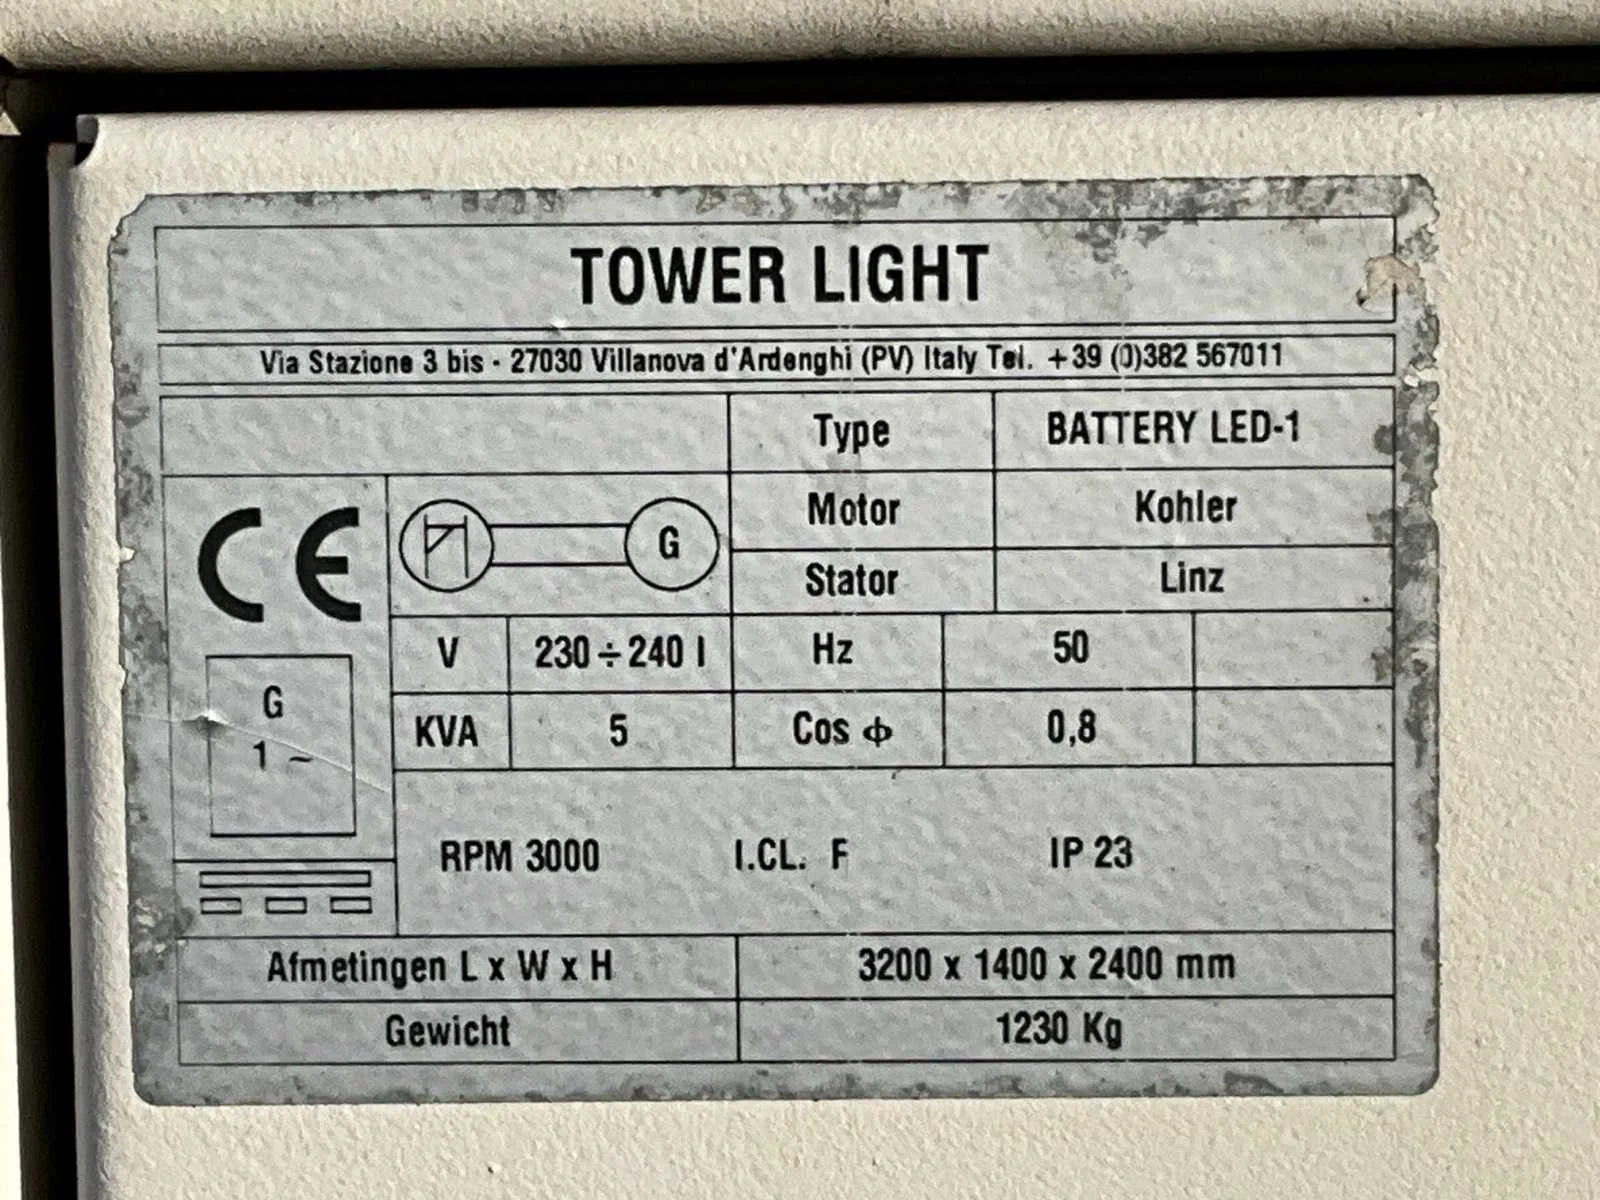 TOWER LIGHT
Via Stazione 3 bis - 27030 Villanova d'Ardenghi (PV) Italy Tel. +39 (0)382 567011
Type BATTERY LED-1
CE G Motor Kohler
Stator Linz
V 230÷240 I Hz 50
G
1 ~
KVA 5 Cos ϕ 0,8
RPM 3000 I.CL. F IP 23
Afmetingen L x W x H 3200 x 1400 x 2400 mm
Gewicht 1230 Kg